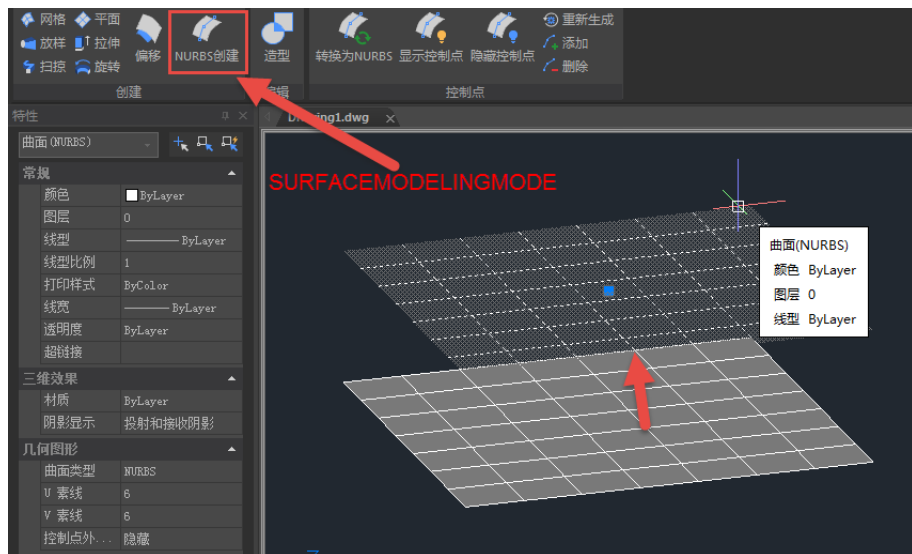 网格 平面
放样 拉伸
扫掠 旋转
偏移
NURBS创建
造型
转换为NURBS 显示控制点 隐藏控制点
重新生成
添加
删除
创建
编辑
控制点
特性
Drawing1.dwg
曲面(NURBS)
常规
颜色 ByLayer
图层 0
线型 ByLayer
线型比例 1
打印样式 ByColor
线宽 ByLayer
透明度 ByLayer
超链接
三维效果
材质 ByLayer
阴影显示 投射和接收阴影
几何图形
曲面类型 NURBS
U 素线 6
V 素线 6
控制点外... 隐藏
SURFACEMODELINGMODE
曲面(NURBS)
颜色 ByLayer
图层 0
线型 ByLayer